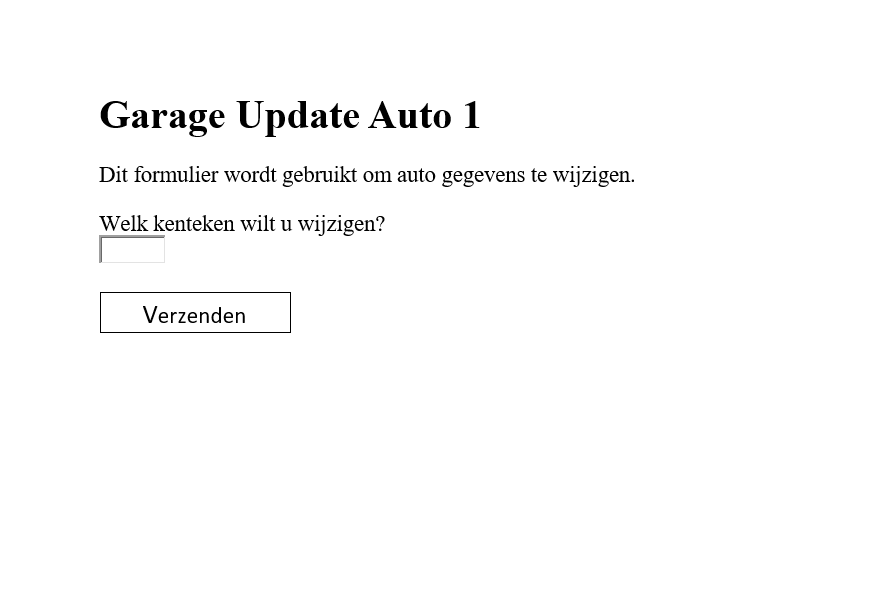 Garage Update Auto 1
Dit formulier wordt gebruikt om auto gegevens te wijzigen.
Welk kenteken wilt u wijzigen?
Verzenden